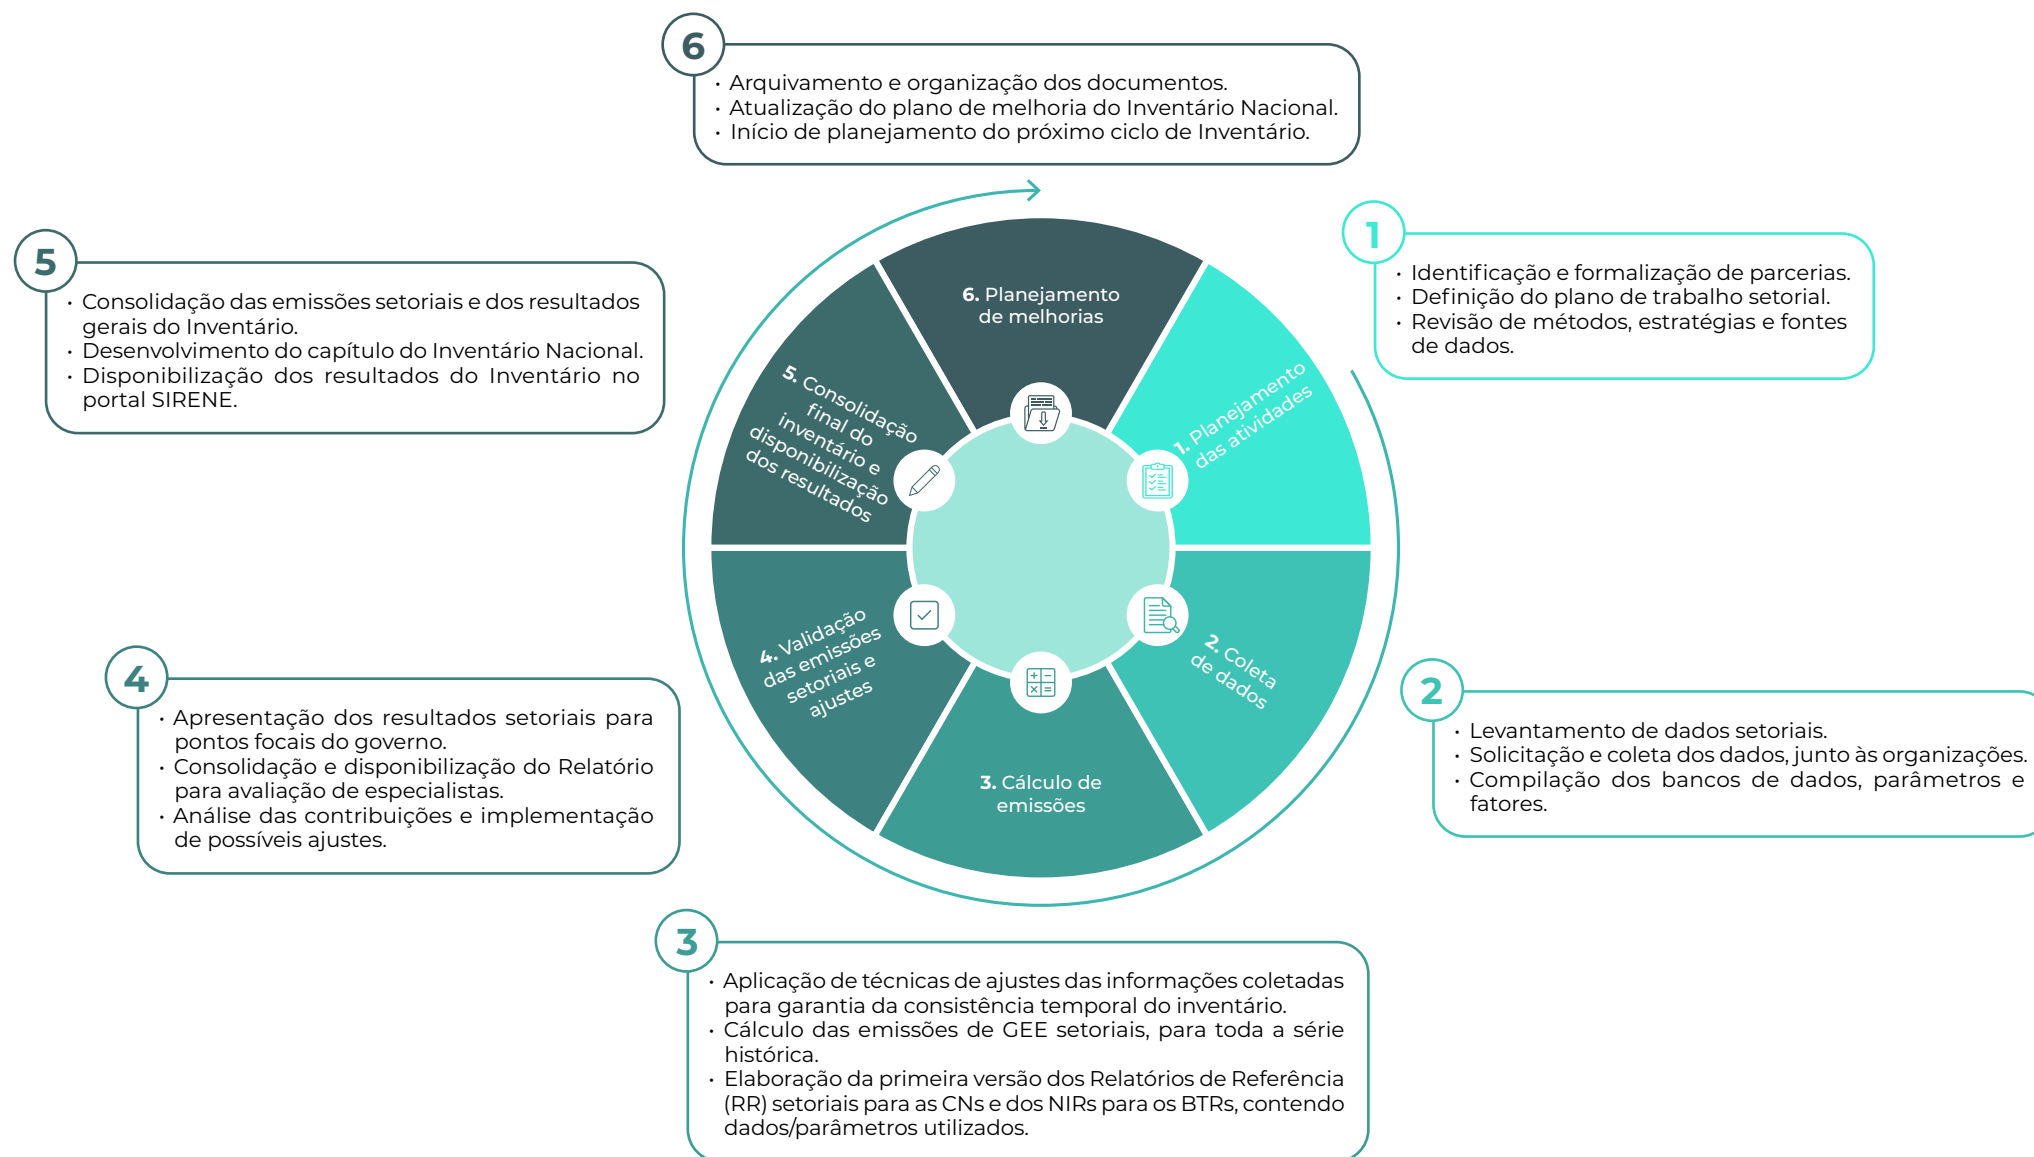 6
· Arquivamento e organização dos documentos.
· Atualização do plano de melhoria do Inventário Nacional.
· Início de planejamento do próximo ciclo de Inventário.
1
· Identificação e formalização de parcerias.
· Definição do plano de trabalho setorial.
· Revisão de métodos, estratégias e fontes
de dados.
5
· Consolidação das emissões setoriais e dos resultados
gerais do Inventário.
· Desenvolvimento do capítulo do Inventário Nacional.
· Disponibilização dos resultados do Inventário no
portal SIRENE.
6. Planejamento
de melhorias
1. Planejamento
das atividades
5. Consolidação
final do
inventário e
disponibilização
dos resultados
2. Coleta
de dados
4. Validação
das emissões
setoriais e
ajustes
3. Cálculo de
emissões
4
· Apresentação dos resultados setoriais para
pontos focais do governo.
· Consolidação e disponibilização do Relatório
para avaliação de especialistas.
· Análise das contribuições e implementação
de possíveis ajustes.
2
· Levantamento de dados setoriais.
· Solicitação e coleta dos dados, junto às organizações.
· Compilação dos bancos de dados, parâmetros e
fatores.
3
· Aplicação de técnicas de ajustes das informações coletadas
para garantia da consistência temporal do inventário.
· Cálculo das emissões de GEE setoriais, para toda a série
histórica.
· Elaboração da primeira versão dos Relatórios de Referência
(RR) setoriais para as CNs e dos NIRs para os BTRs, contendo
dados/parâmetros utilizados.